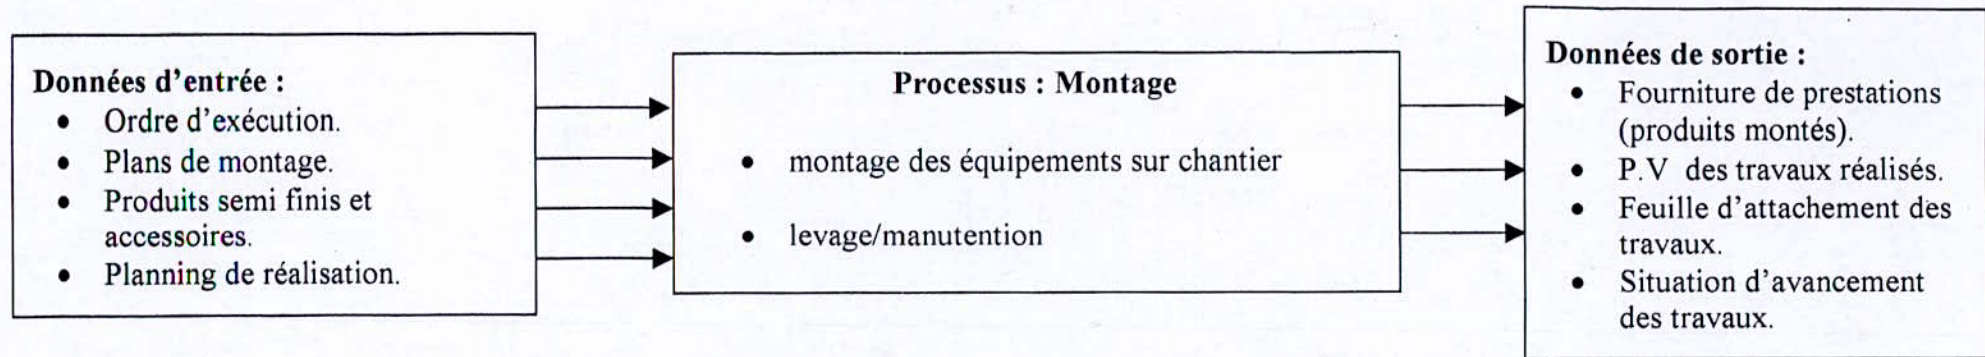 Données d'entrée :
• Ordre d'exécution.
• Plans de montage.
• Produits semi finis et
accessoires.
• Planning de réalisation.
Processus : Montage
• montage des équipements sur chantier
• levage/manutention
Données de sortie :
• Fourniture de prestations
(produits montés).
• P.V des travaux réalisés.
• Feuille d'attachement des
travaux.
• Situation d'avancement
des travaux.